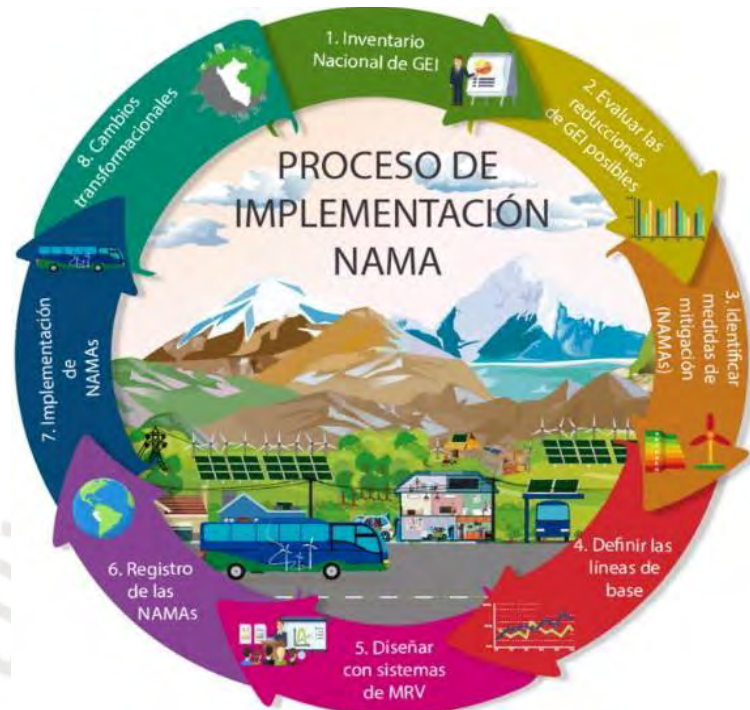 PROCESO DE
IMPLEMENTACIÓN
NAMA
1. Inventario
Nacional de GEI
2. Evaluar las
reducciones
de GEI posibles
3. Identificar
medidas de
mitigación
(NAMAs)
4. Definir las
líneas de
base
5. Diseñar
con sistemas
de MRV
6. Registro
de las
NAMAs
7. Implementación
de
NAMAs
8. Cambios
transformacionales